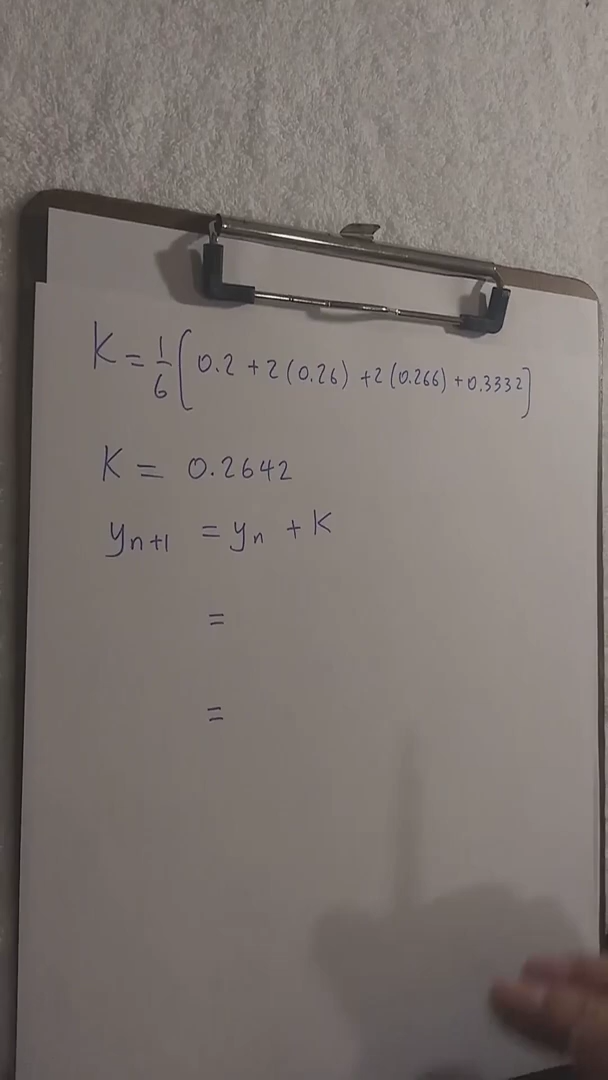 K = 1/6 [0.2 + 2(0.26) + 2(0.266) + 0.3332]
K = 0.2642
yₙ₊₁ = yₙ + K
=
=